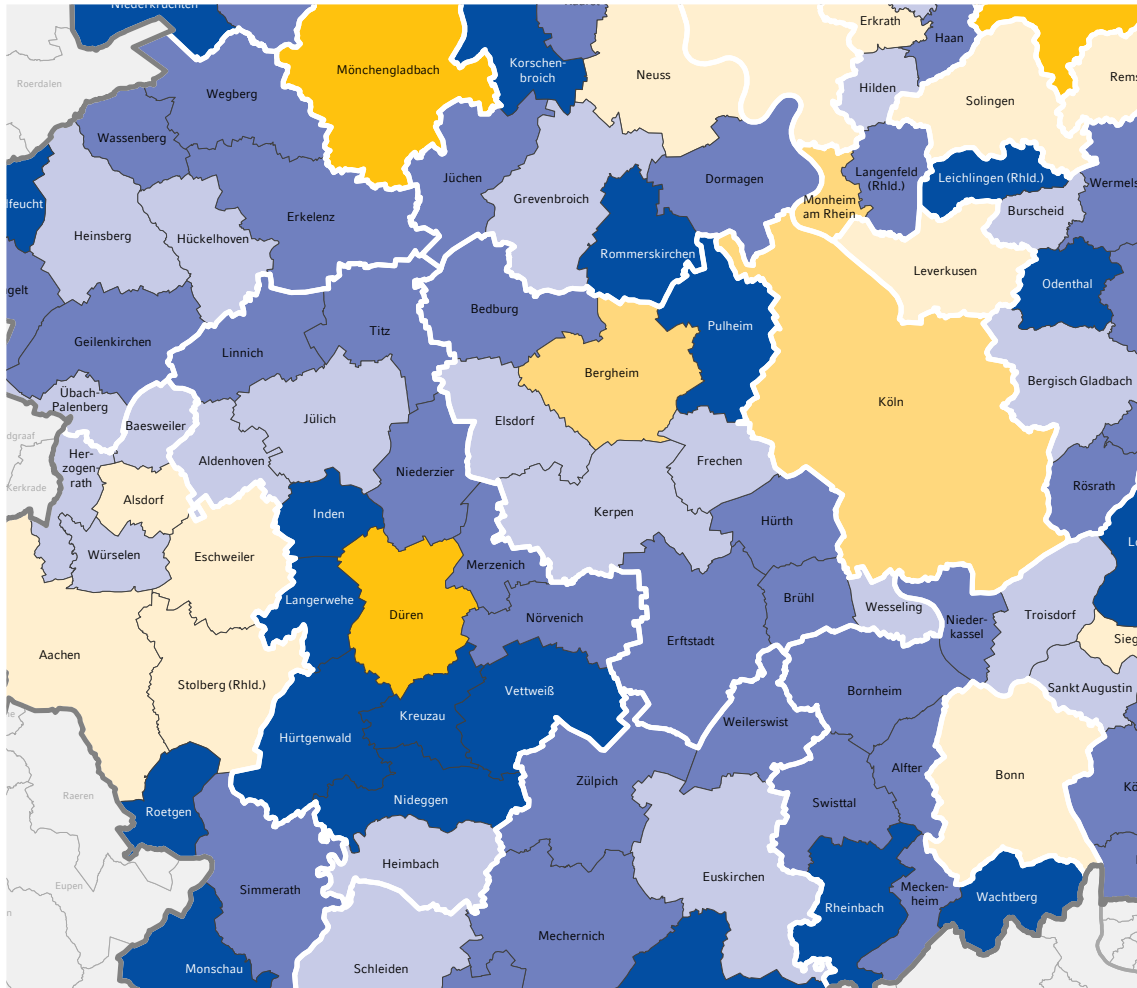 Niederkrüchten
Erkrath
Haan
Korschen-
broich
Mönchengladbach
Neuss
Roerdalen
Hilden
Solingen
Wegberg
Wassenberg
Jüchen
Dormagen
Langenfeld
(Rhld.)
Leichlingen (Rhld.)
Grevenbroich
Monheim
am Rhein
Burscheid
Erkelenz
Heinsberg
Hückelhoven
Rommerskirchen
Leverkusen
Odenthal
Bedburg
Pulheim
Titz
Geilenkirchen
Linnich
Bergheim
Bergisch Gladbach
Köln
Übach-
Palenberg
Baesweiler
Jülich
Elsdorf
Her-
zogen-
rath
Aldenhoven
Niederzier
Frechen
Kerkrade
Rösrath
Alsdorf
Inden
Kerpen
Hürth
Würselen
Eschweiler
Merzenich
Langerwehe
Düren
Nörvenich
Brühl
Wesseling
Nieder-
kassel
Troisdorf
Erftstadt
Aachen
Stolberg (Rhld.)
Vettweiß
Bornheim
Sankt Augustin
Kreuzau
Weilerswist
Hürtgenwald
Alfter
Bonn
Zülpich
Raeren
Roetgen
Nideggen
Swisttal
Heimbach
Euskirchen
Eupen
Simmerath
Mecken-
heim
Rheinbach
Wachtberg
Mechernich
Monschau
Schleiden